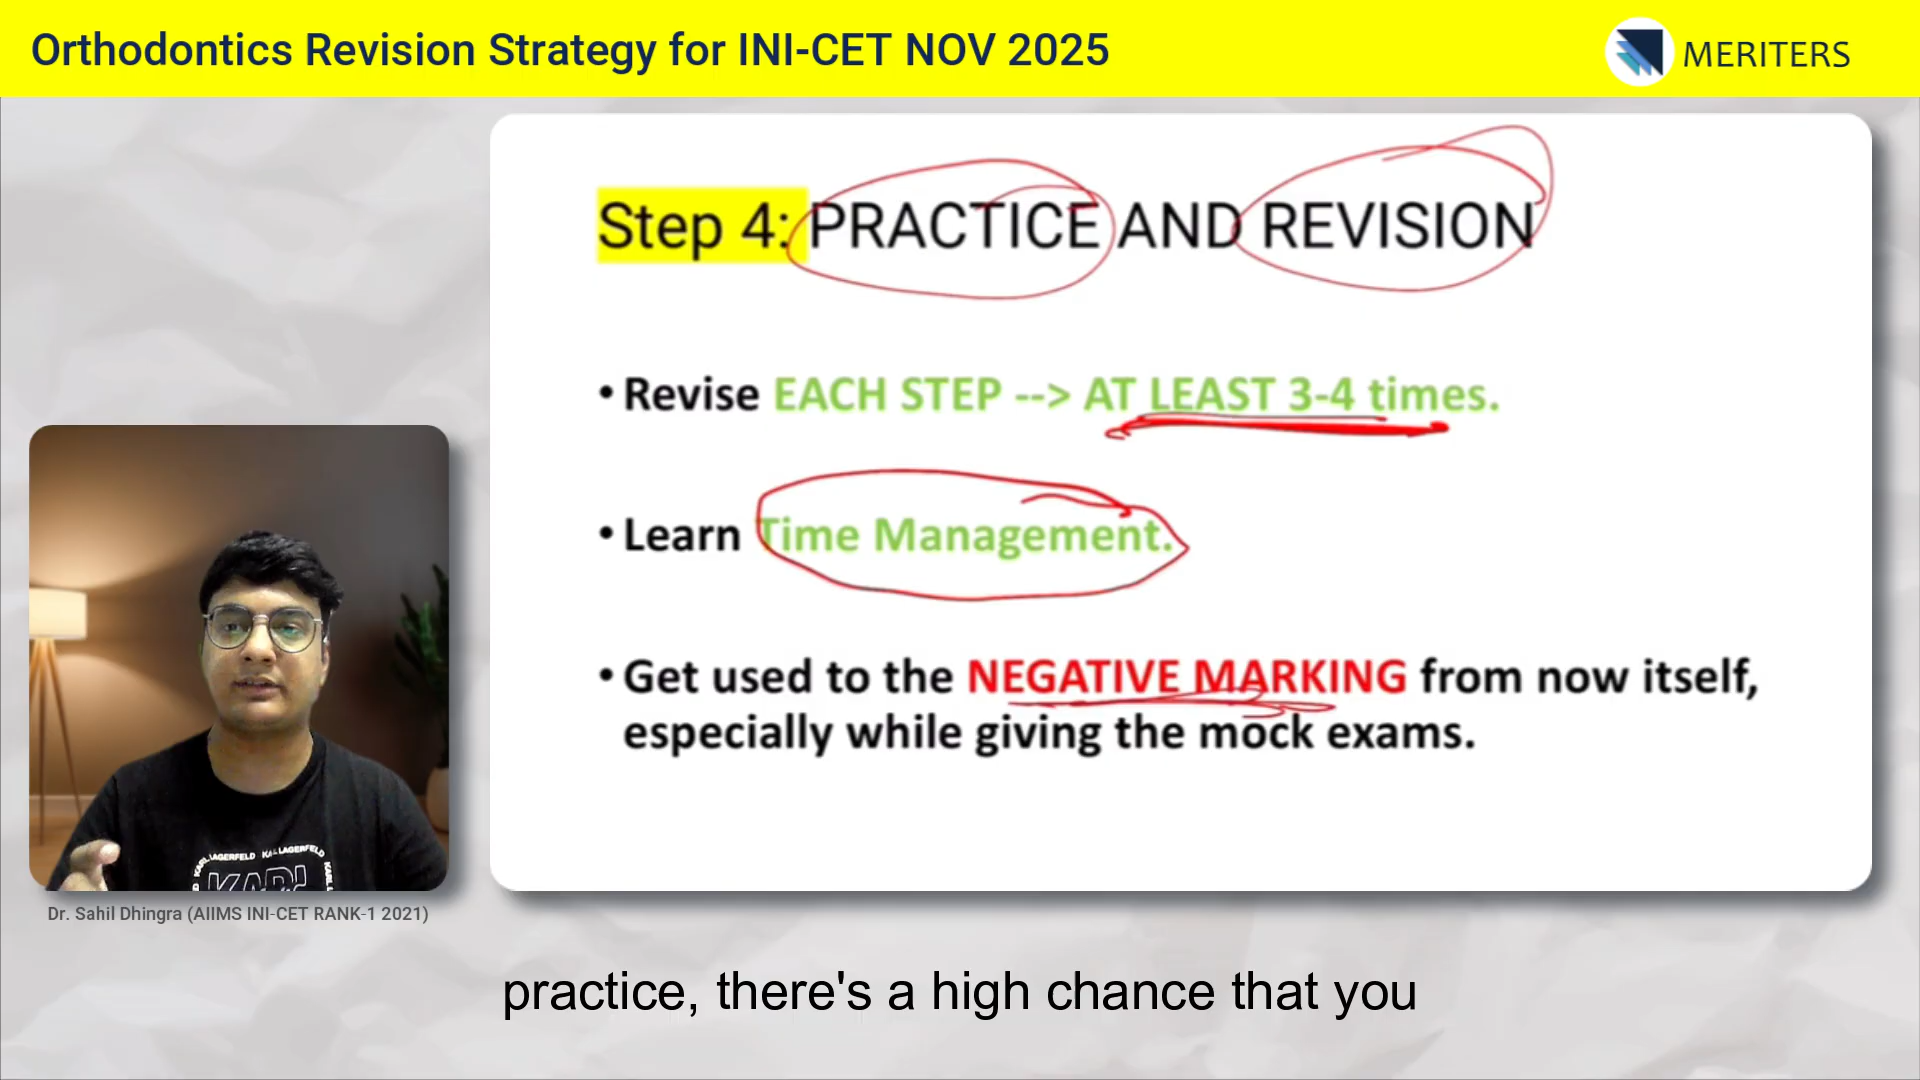 Orthodontics Revision Strategy for INI-CET NOV 2025
MERITERS
Step 4: PRACTICE AND REVISION
• Revise EACH STEP --> AT LEAST 3-4 times.
• Learn Time Management.
• Get used to the NEGATIVE MARKING from now itself,
especially while giving the mock exams.
KARL LAGERFELD
Dr. Sahil Dhingra (AIIMS INI-CET RANK-1 2021)
practice, there's a high chance that you